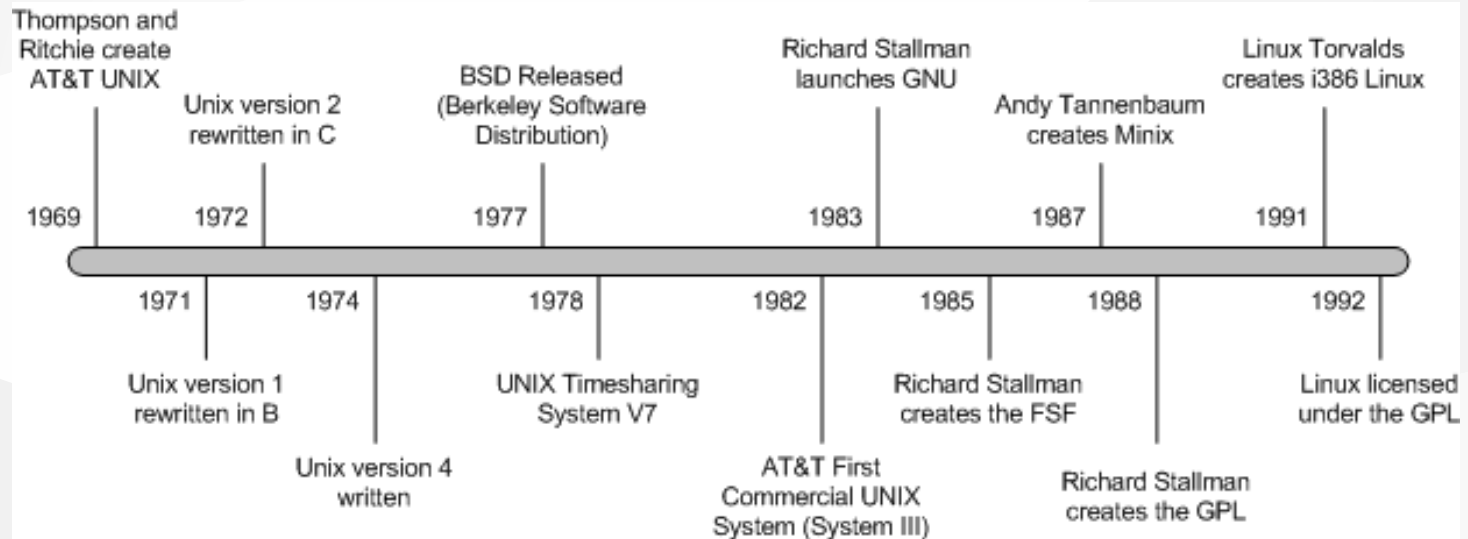 Thompson and
Ritchie create
AT&T UNIX
Unix version 2
rewritten in C
BSD Released
(Berkeley Software
Distribution)
Richard Stallman
launches GNU
Andy Tannenbaum
creates Minix
Linux Torvalds
creates i386 Linux
1969
1972
1977
1983
1987
1991
1971
1974
1978
1982
1985
1988
1992
Unix version 1
rewritten in B
Unix version 4
written
UNIX Timesharing
System V7
AT&T First
Commercial UNIX
System (System III)
Richard Stallman
creates the FSF
Richard Stallman
creates the GPL
Linux licensed
under the GPL